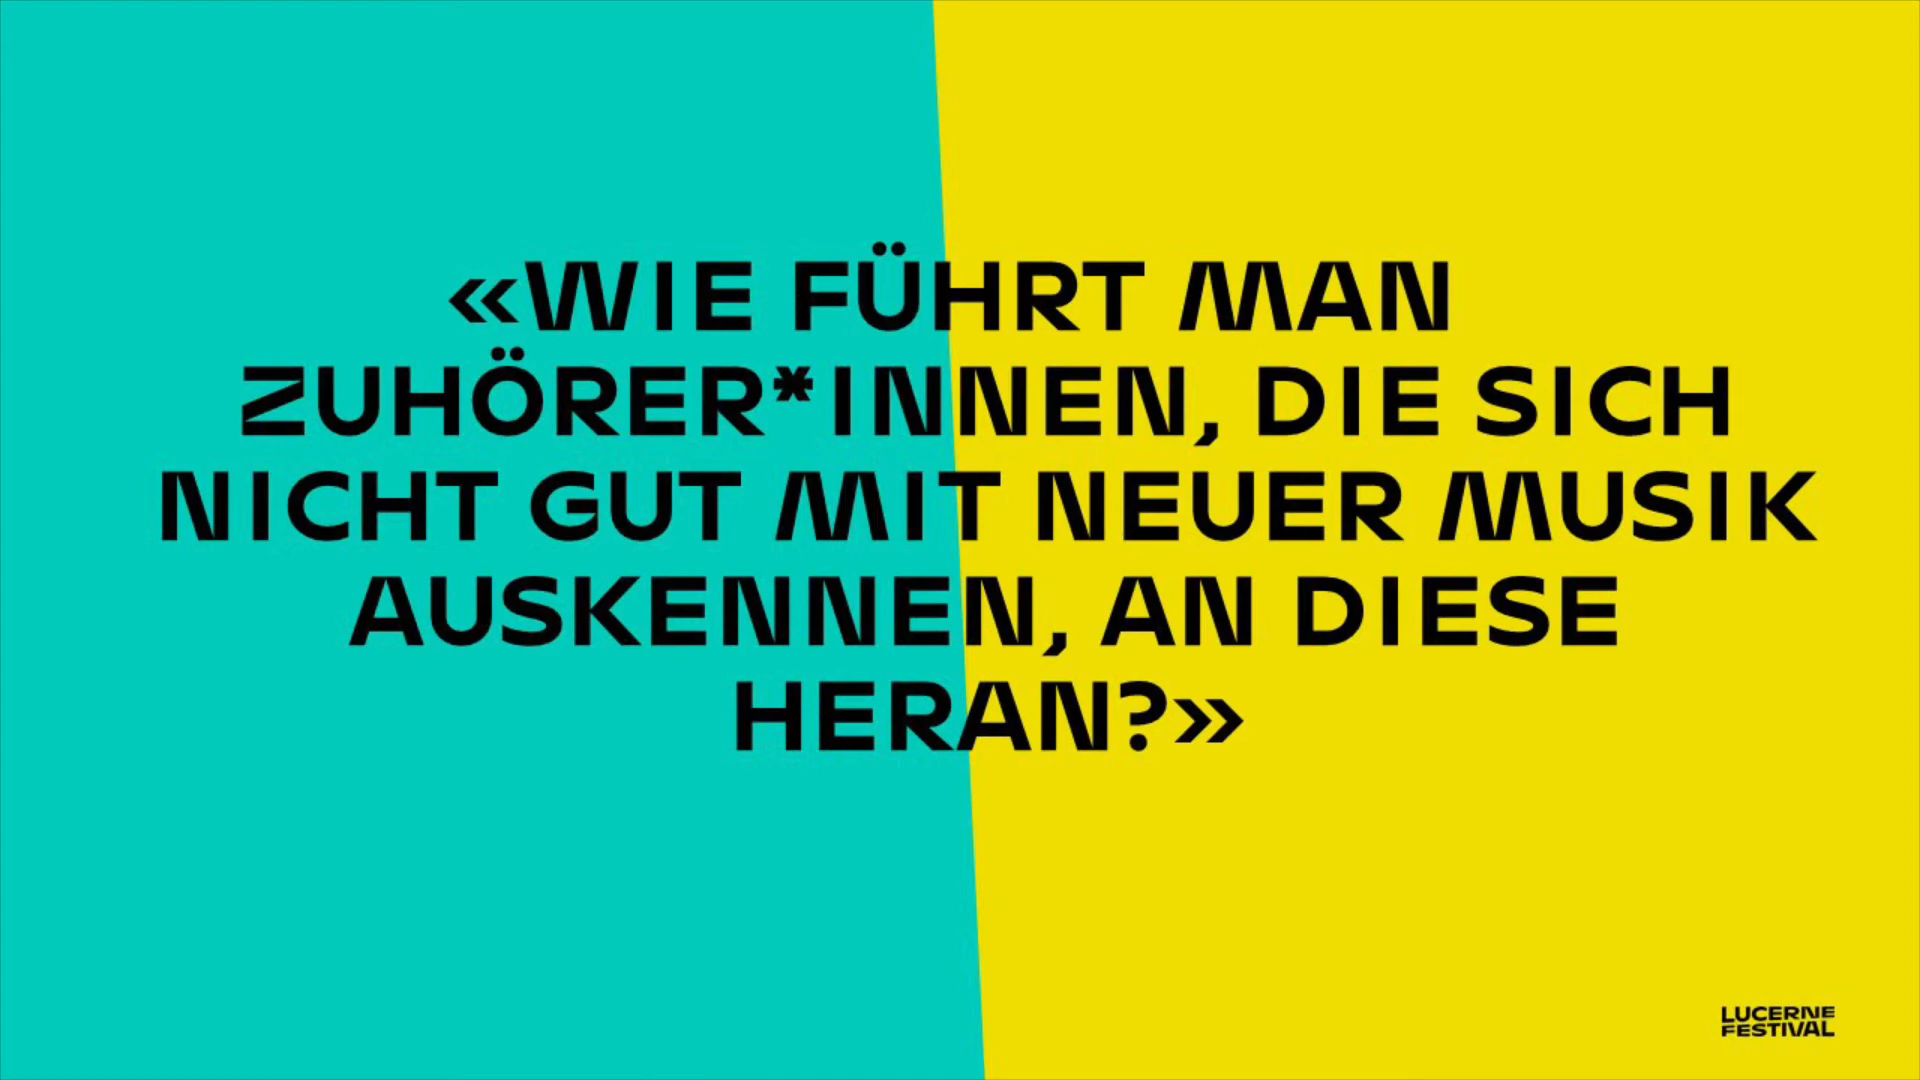 «WIE FÜHRT MAN
ZUHÖRER*INNEN, DIE SICH
NICHT GUT MIT NEUER MUSIK
AUSKENNEN, AN DIESE
HERAN?»
LUCERNE
FESTIVAL